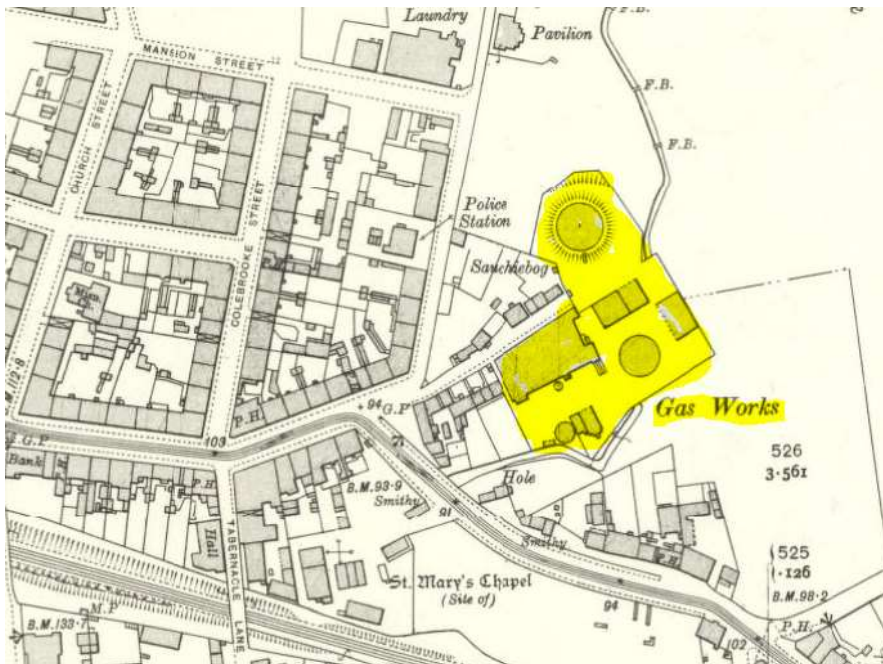 Laundry
Pavilion
F.B.
MANSION STREET
F.B.
CHURCH STREET
F.B.
COLEBROOKE STREET
Police
Station
Sauchiebog
P.H.
94
G.P
Gas Works
103
G.P
526
3·561
Bank
P.H.
B.M.93·9
Smithy
91
Hole
Hall
TABERNACLE LANE
Smithy
525
·126
St. Mary's Chapel
(Site of)
B.M.98·2
M.P
B.M.133·7
94
102
P.H.